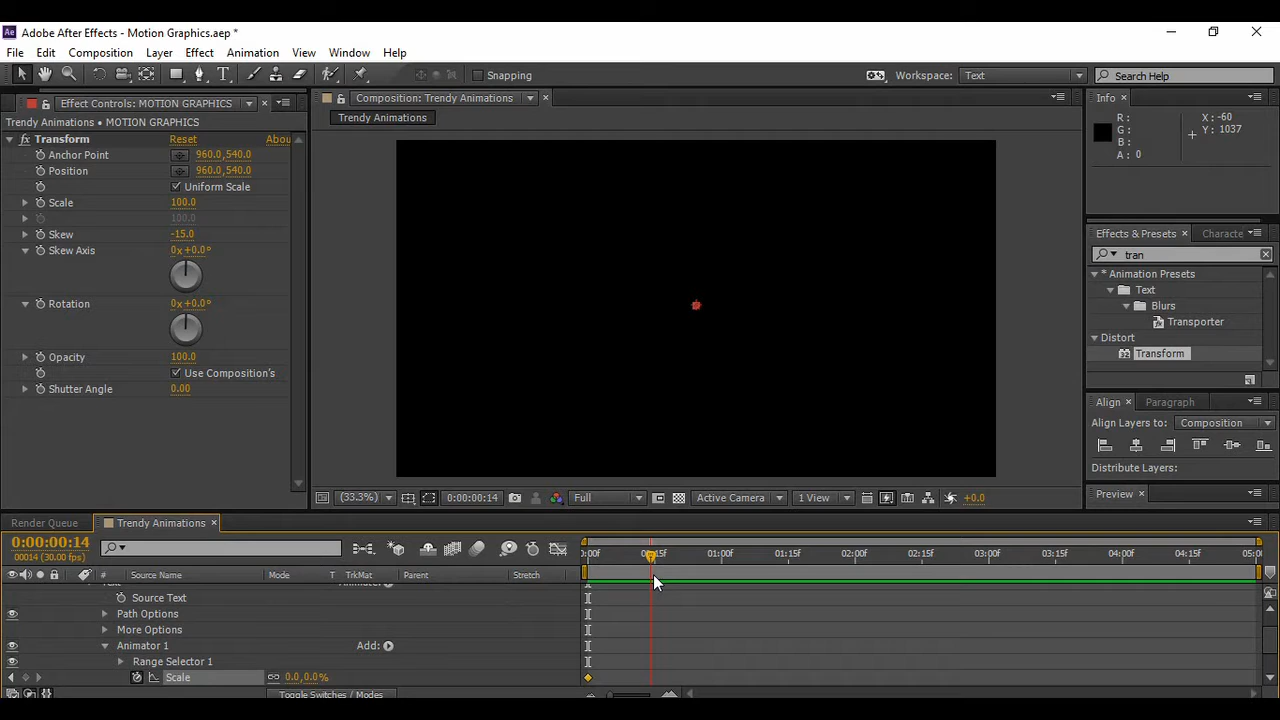 Adobe After Effects - Motion Graphics.aep *
File Edit Composition Layer Effect Animation View Window Help
Snapping Workspace: Text Search Help
Effect Controls: MOTION GRAPHICS
Composition: Trendy Animations
Info
Trendy Animations • MOTION GRAPHICS
Trendy Animations
R: X: -60
G: Y: 1037
B:
A: 0
Transform Reset Abou
Anchor Point 960.0,540.0
Position 960.0,540.0
Uniform Scale
Scale 100.0
100.0
Skew -15.0
Skew Axis 0x+0.0°
Rotation 0x+0.0°
Opacity 100.0
Use Composition's
Shutter Angle 0.00
Effects & Presets Characte
tran
* Animation Presets
Text
Blurs
Transporter
Distort
Transform
Align Paragraph
Align Layers to: Composition
Distribute Layers:
Preview
(33.3%) 0:00:00:14 Full Active Camera 1 View +0.0
Render Queue Trendy Animations
0:00:00:14
00014 (30.00 fps)
00:15f 01:00f 01:15f 02:00f 02:15f 03:00f 03:15f 04:00f 04:15f 05:0
# Source Name Mode TrkMat Parent Stretch
Source Text
Path Options
More Options
Animator 1 Add:
Range Selector 1
Scale 0.0,0.0%
Toggle Switches / Modes